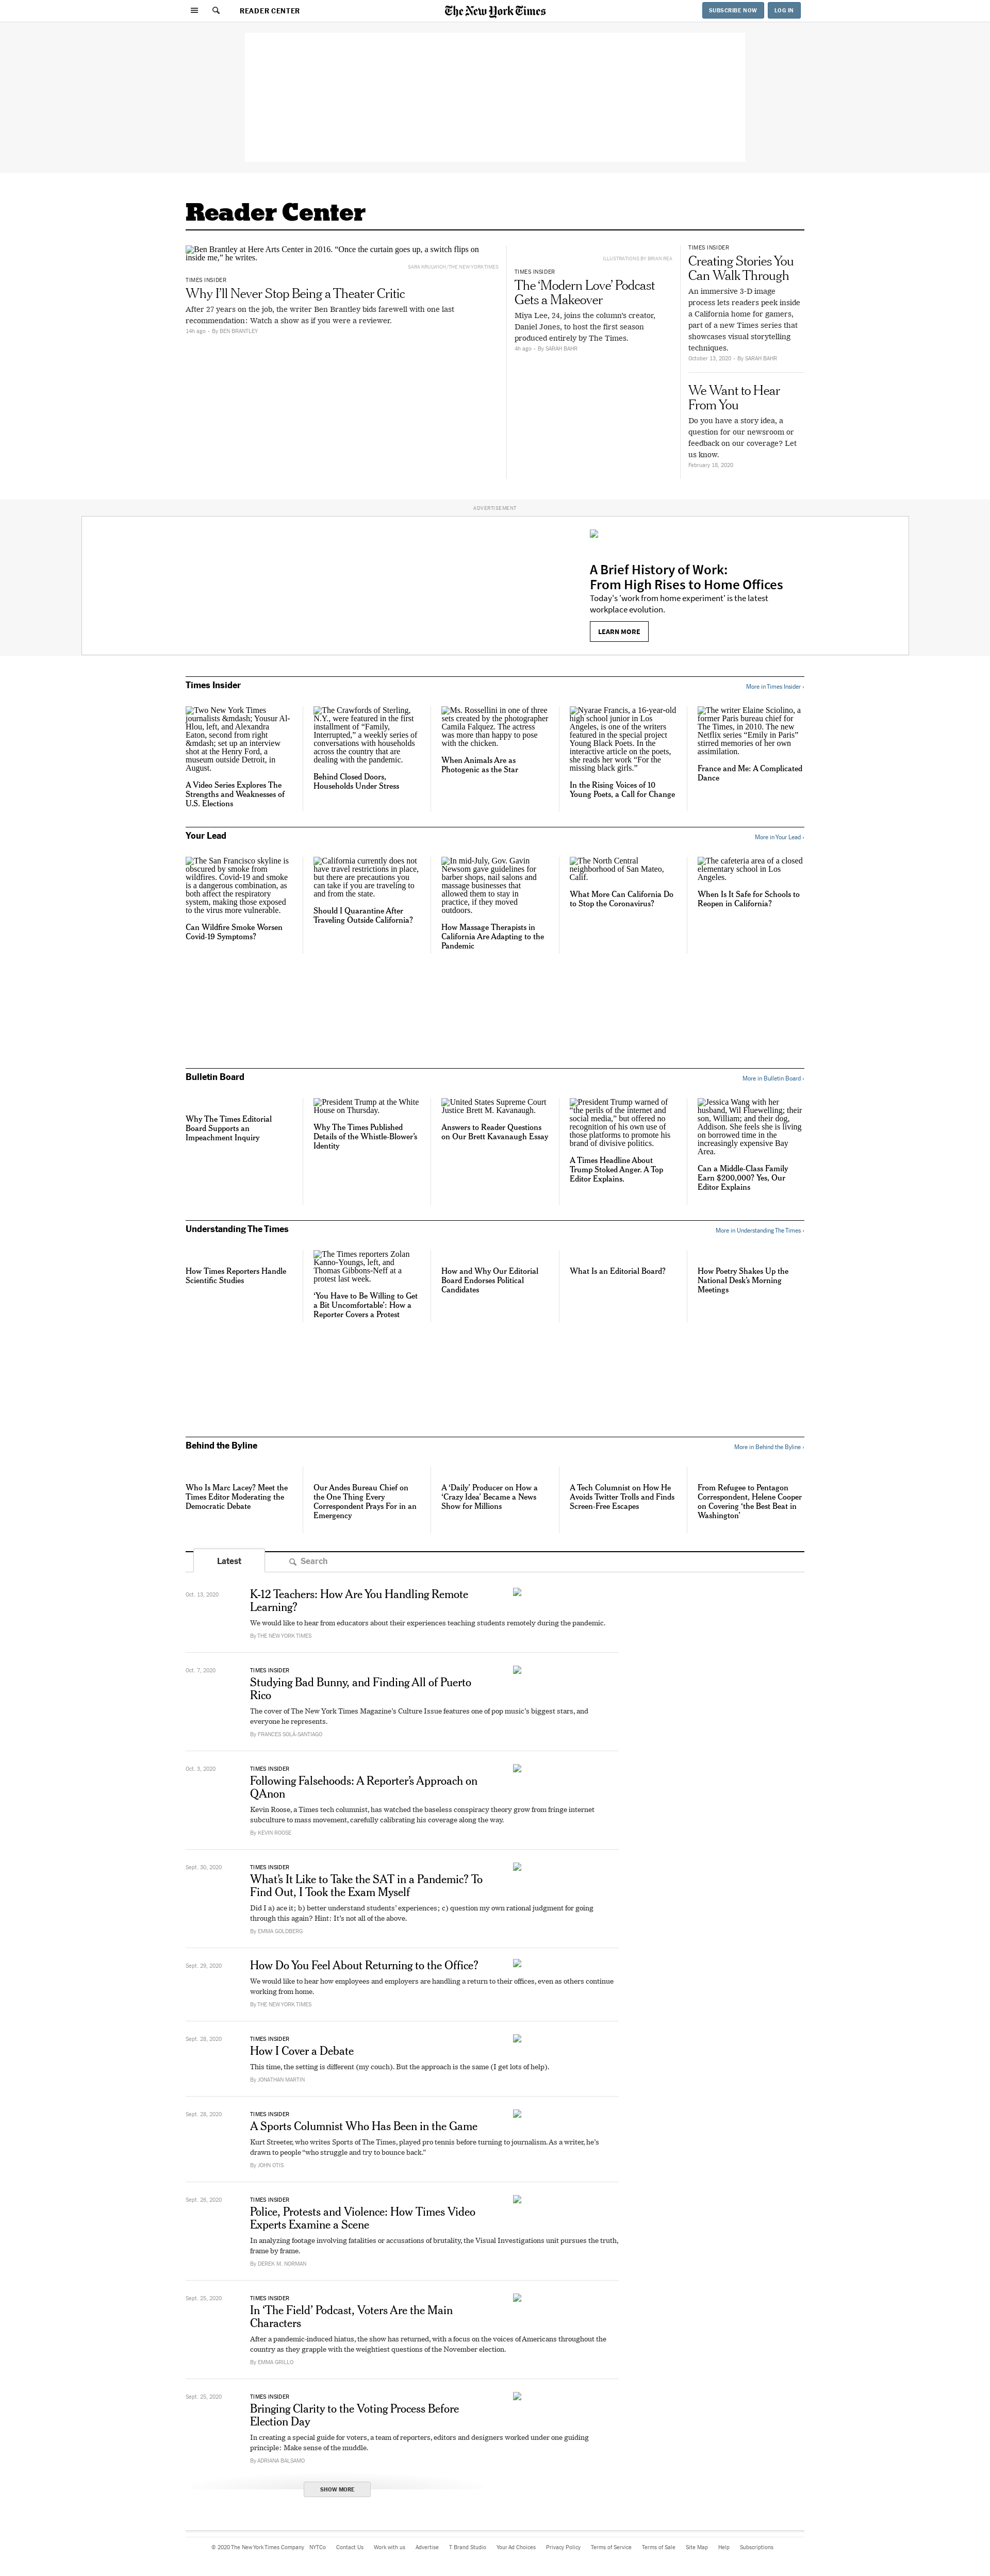 READER CENTER
The New York Times
SUBSCRIBE NOW
LOG IN
Reader Center
Ben Brantley at Here Arts Center in 2016. “Once the curtain goes up, a switch flips on
inside me,” he writes.
SARA KRULWICH/THE NEW YORK TIMES
TIMES INSIDER
Why I’ll Never Stop Being a Theater Critic
After 27 years on the job, the writer Ben Brantley bids farewell with one last
recommendation: Watch a show as if you were a reviewer.
14h ago - By BEN BRANTLEY
ILLUSTRATIONS BY BRIAN REA
TIMES INSIDER
The ‘Modern Love’ Podcast
Gets a Makeover
Miya Lee, 24, joins the column’s creator,
Daniel Jones, to host the first season
produced entirely by The Times.
4h ago - By SARAH BAHR
TIMES INSIDER
Creating Stories You
Can Walk Through
An immersive 3-D image
process lets readers peek inside
a California home for gamers,
part of a new Times series that
showcases visual storytelling
techniques.
October 13, 2020 - By SARAH BAHR
We Want to Hear
From You
Do you have a story idea, a
question for our newsroom or
feedback on our coverage? Let
us know.
February 18, 2020
ADVERTISEMENT
A Brief History of Work:
From High Rises to Home Offices
Today's 'work from home experiment' is the latest
workplace evolution.
LEARN MORE
Times Insider
More in Times Insider ›
Two New York Times
journalists &mdash; Yousur Al-
Hlou, left, and Alexandra
Eaton, second from right
&mdash; set up an interview
shot at the Henry Ford, a
museum outside Detroit, in
August.
A Video Series Explores The
Strengths and Weaknesses of
U.S. Elections
The Crawfords of Sterling,
N.Y., were featured in the first
installment of “Family,
Interrupted,” a weekly series of
conversations with households
across the country that are
dealing with the pandemic.
Behind Closed Doors,
Households Under Stress
Ms. Rossellini in one of three
sets created by the photographer
Camilla Falquez. The actress
was more than happy to pose
with the chicken.
When Animals Are as
Photogenic as the Star
Nyarae Francis, a 16-year-old
high school junior in Los
Angeles, is one of the writers
featured in the special project
Young Black Poets. In the
interactive article on the poets,
she reads her work “For the
missing black girls.”
In the Rising Voices of 10
Young Poets, a Call for Change
The writer Elaine Sciolino, a
former Paris bureau chief for
The Times, in 2010. The new
Netflix series “Emily in Paris”
stirred memories of her own
assimilation.
France and Me: A Complicated
Dance
Your Lead
More in Your Lead ›
The San Francisco skyline is
obscured by smoke from
wildfires. Covid-19 and smoke
is a dangerous combination, as
both affect the respiratory
system, making those exposed
to the virus more vulnerable.
Can Wildfire Smoke Worsen
Covid-19 Symptoms?
California currently does not
have travel restrictions in place,
but there are precautions you
can take if you are traveling to
and from the state.
Should I Quarantine After
Traveling Outside California?
In mid-July, Gov. Gavin
Newsom gave guidelines for
barber shops, nail salons and
massage businesses that
allowed them to stay in
practice, if they moved
outdoors.
How Massage Therapists in
California Are Adapting to the
Pandemic
The North Central
neighborhood of San Mateo,
Calif.
What More Can California Do
to Stop the Coronavirus?
The cafeteria area of a closed
elementary school in Los
Angeles.
When Is It Safe for Schools to
Reopen in California?
Bulletin Board
More in Bulletin Board ›
Why The Times Editorial
Board Supports an
Impeachment Inquiry
President Trump at the White
House on Thursday.
Why The Times Published
Details of the Whistle-Blower’s
Identity
United States Supreme Court
Justice Brett M. Kavanaugh.
Answers to Reader Questions
on Our Brett Kavanaugh Essay
President Trump warned of
“the perils of the internet and
social media,” but offered no
recognition of his own use of
those platforms to promote his
brand of divisive politics.
A Times Headline About
Trump Stoked Anger. A Top
Editor Explains.
Jessica Wang with her
husband, Wil Fluewelling; their
son, William; and their dog,
Addison. She feels she is living
on borrowed time in the
increasingly expensive Bay
Area.
Can a Middle-Class Family
Earn $200,000? Yes, Our
Editor Explains
Understanding The Times
More in Understanding The Times ›
How Times Reporters Handle
Scientific Studies
The Times reporters Zolan
Kanno-Youngs, left, and
Thomas Gibbons-Neff at a
protest last week.
‘You Have to Be Willing to Get
a Bit Uncomfortable’: How a
Reporter Covers a Protest
How and Why Our Editorial
Board Endorses Political
Candidates
What Is an Editorial Board?
How Poetry Shakes Up the
National Desk’s Morning
Meetings
Behind the Byline
More in Behind the Byline ›
Who Is Marc Lacey? Meet the
Times Editor Moderating the
Democratic Debate
Our Andes Bureau Chief on
the One Thing Every
Correspondent Prays For in an
Emergency
A ‘Daily’ Producer on How a
‘Crazy Idea’ Became a News
Show for Millions
A Tech Columnist on How He
Avoids Twitter Trolls and Finds
Screen-Free Escapes
From Refugee to Pentagon
Correspondent, Helene Cooper
on Covering ‘the Best Beat in
Washington’
Latest
Search
Oct. 13, 2020
K-12 Teachers: How Are You Handling Remote
Learning?
We would like to hear from educators about their experiences teaching students remotely during the pandemic.
By THE NEW YORK TIMES
Oct. 7, 2020
TIMES INSIDER
Studying Bad Bunny, and Finding All of Puerto
Rico
The cover of The New York Times Magazine’s Culture Issue features one of pop music’s biggest stars, and
everyone he represents.
By FRANCES SOLÁ-SANTIAGO
Oct. 3, 2020
TIMES INSIDER
Following Falsehoods: A Reporter’s Approach on
QAnon
Kevin Roose, a Times tech columnist, has watched the baseless conspiracy theory grow from fringe internet
subculture to mass movement, carefully calibrating his coverage along the way.
By KEVIN ROOSE
Sept. 30, 2020
TIMES INSIDER
What’s It Like to Take the SAT in a Pandemic? To
Find Out, I Took the Exam Myself
Did I a) ace it; b) better understand students’ experiences; c) question my own rational judgment for going
through this again? Hint: It’s not all of the above.
By EMMA GOLDBERG
Sept. 29, 2020
How Do You Feel About Returning to the Office?
We would like to hear how employees and employers are handling a return to their offices, even as others continue
working from home.
By THE NEW YORK TIMES
Sept. 28, 2020
TIMES INSIDER
How I Cover a Debate
This time, the setting is different (my couch). But the approach is the same (I get lots of help).
By JONATHAN MARTIN
Sept. 28, 2020
TIMES INSIDER
A Sports Columnist Who Has Been in the Game
Kurt Streeter, who writes Sports of The Times, played pro tennis before turning to journalism. As a writer, he’s
drawn to people “who struggle and try to bounce back.”
By JOHN OTIS
Sept. 26, 2020
TIMES INSIDER
Police, Protests and Violence: How Times Video
Experts Examine a Scene
In analyzing footage involving fatalities or accusations of brutality, the Visual Investigations unit pursues the truth,
frame by frame.
By DEREK M. NORMAN
Sept. 25, 2020
TIMES INSIDER
In ‘The Field’ Podcast, Voters Are the Main
Characters
After a pandemic-induced hiatus, the show has returned, with a focus on the voices of Americans throughout the
country as they grapple with the weightiest questions of the November election.
By EMMA GRILLO
Sept. 25, 2020
TIMES INSIDER
Bringing Clarity to the Voting Process Before
Election Day
In creating a special guide for voters, a team of reporters, editors and designers worked under one guiding
principle: Make sense of the muddle.
By ADRIANA BALSAMO
SHOW MORE
© 2020 The New York Times Company NYTCo Contact Us Work with us Advertise T Brand Studio Your Ad Choices Privacy Policy Terms of Service Terms of Sale Site Map Help Subscriptions